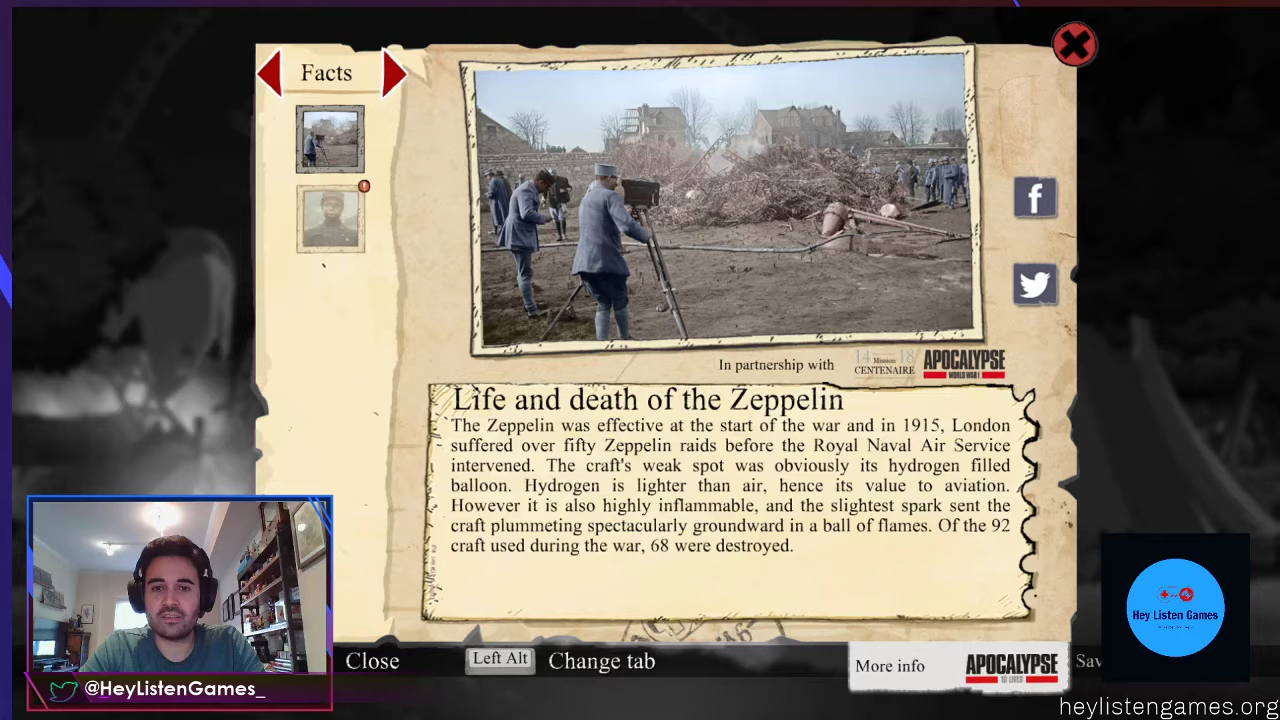 Facts
f
In partnership with
14 Mission 18
CENTENAIRE
APOCALYPSE
WORLD WAR I
Life and death of the Zeppelin
The Zeppelin was effective at the start of the war and in 1915, London
suffered over fifty Zeppelin raids before the Royal Naval Air Service
intervened. The craft's weak spot was obviously its hydrogen filled
balloon. Hydrogen is lighter than air, hence its value to aviation.
However it is also highly inflammable, and the slightest spark sent the
craft plummeting spectacularly groundward in a ball of flames. Of the 92
craft used during the war, 68 were destroyed.
Close
Left Alt
Change tab
More info
APOCALYPSE
10 LIVES
Sav
Hey Listen Games
@HeyListenGames_
heylistengames.org